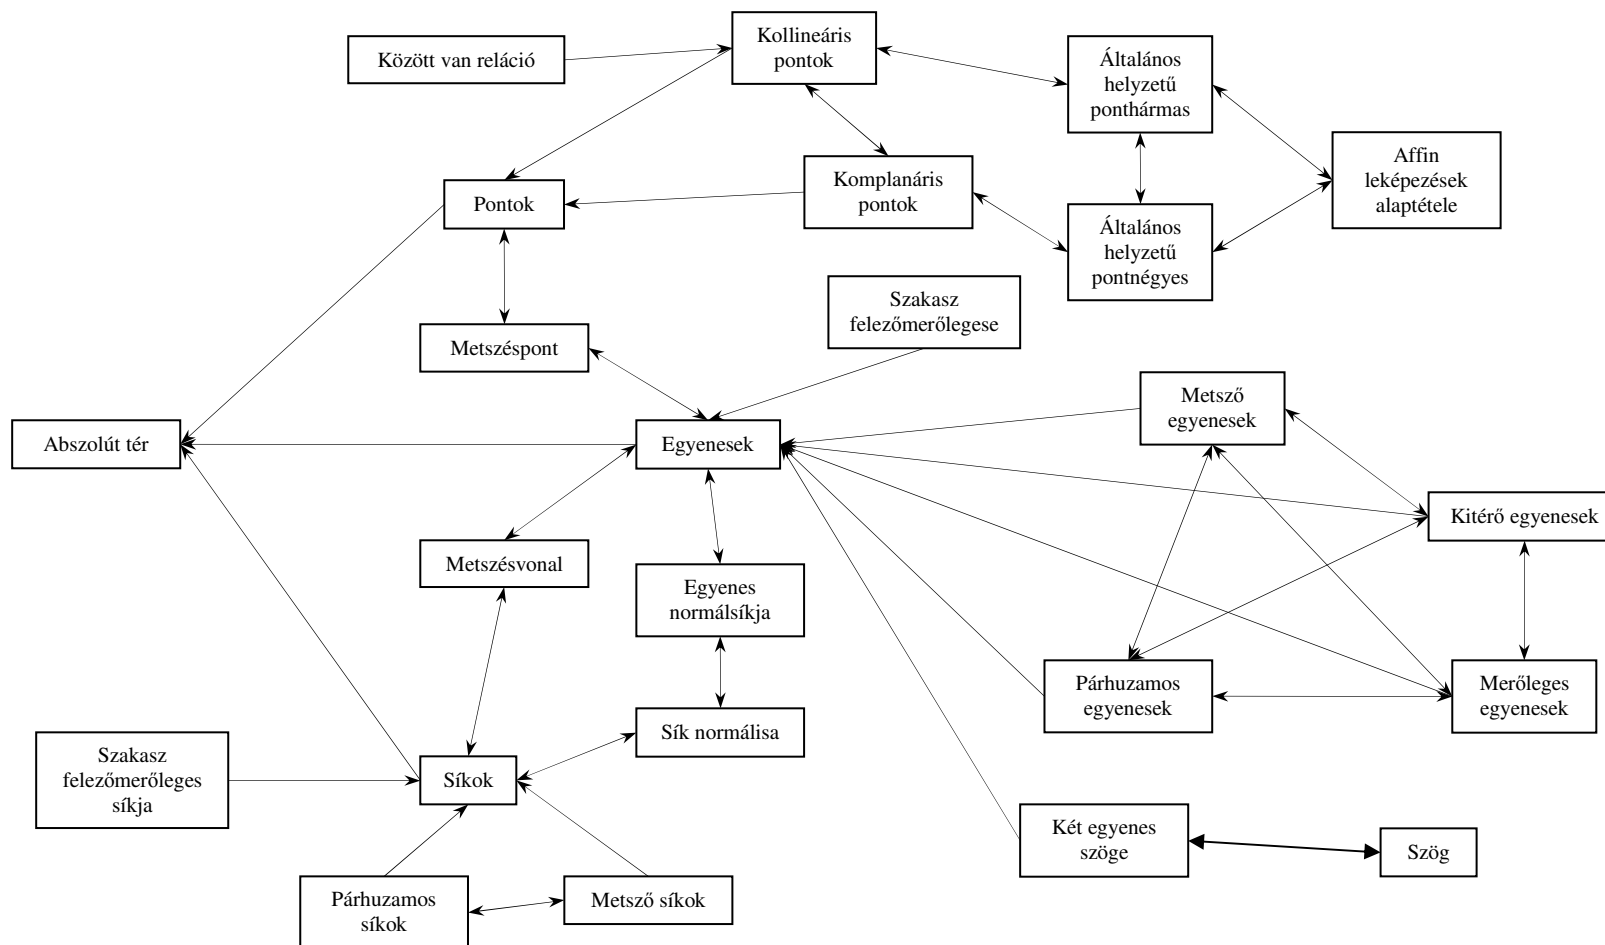 Között van reláció
Kollineáris
pontok
Általános
helyzetű
ponthármas
Affin
leképezések
alaptétele
Komplanáris
pontok
Pontok
Általános
helyzetű
pontnégyes
Szakasz
felezőmerőlegese
Metszéspont
Metsző
egyenesek
Abszolút tér
Egyenesek
Kitérő egyenesek
Metszésvonal
Egyenes
normálsíkja
Párhuzamos
egyenesek
Merőleges
egyenesek
Sík normálisa
Szakasz
felezőmerőleges
síkja
Síkok
Két egyenes
szöge
Szög
Párhuzamos
síkok
Metsző síkok